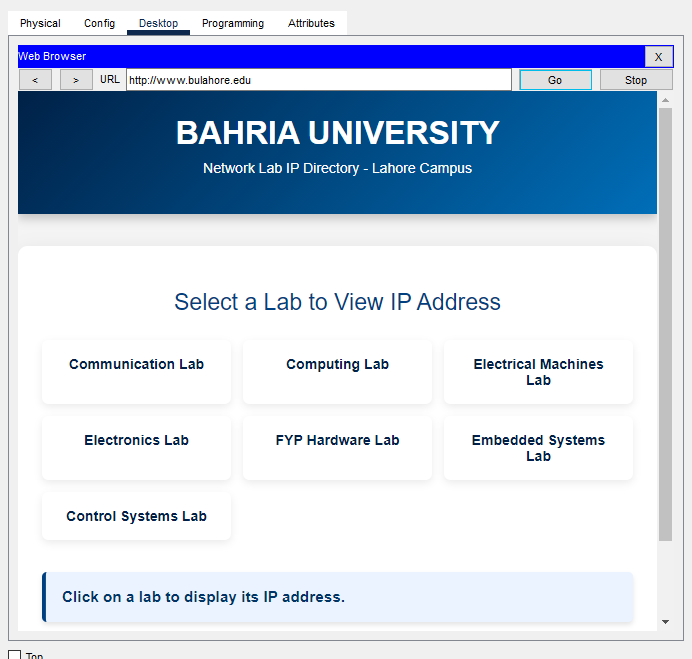 Physical Config Desktop Programming Attributes
Web Browser X
< > URL http://www.bulahore.edu Go Stop
BAHRIA UNIVERSITY
Network Lab IP Directory - Lahore Campus
Select a Lab to View IP Address
Communication Lab
Computing Lab
Electrical Machines
Lab
Electronics Lab
FYP Hardware Lab
Embedded Systems
Lab
Control Systems Lab
Click on a lab to display its IP address.
Top